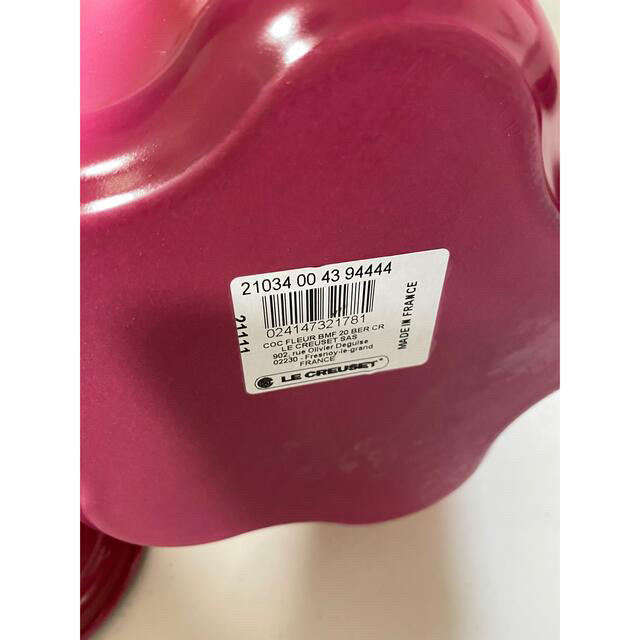 21034 00 43 94444
024147321781
COC FLEUR BMF 20 BER CR
LE CREUSET SAS
902, rue Olivier Deguise
02230 - Fresnoy-le-grand
FRANCE
LE CREUSET®
21111
MADE IN FRANCE